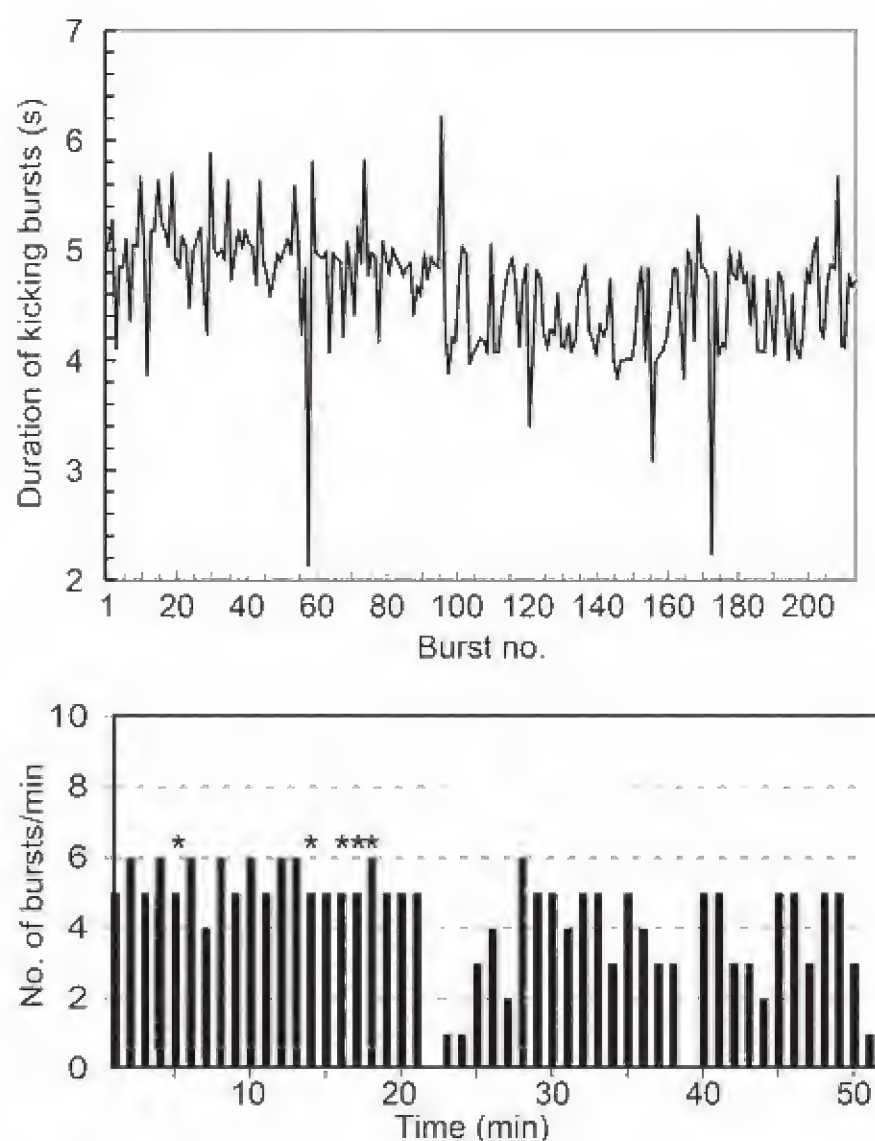 7
6
5
4
3
2
Duration of kicking bursts (s)
1 20 40 60 80 100 120 140 160 180 200
Burst no.
10
8
6
4
2
0
No. of bursts/min
* * * * *
10 20 30 40 50
Time (min)